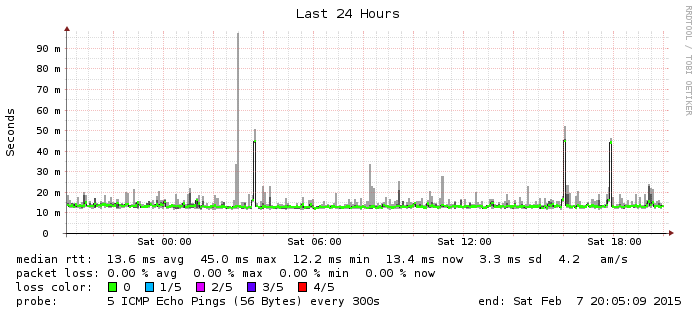 Last 24 Hours
RRDTOOL / TOBI OETIKER
Seconds
90 m
80 m
70 m
60 m
50 m
40 m
30 m
20 m
10 m
0
Sat 00:00 Sat 06:00 Sat 12:00 Sat 18:00
median rtt: 13.6 ms avg 45.0 ms max 12.2 ms min 13.4 ms now 3.3 ms sd 4.2 am/s
packet loss: 0.00 % avg 0.00 % max 0.00 % min 0.00 % now
loss color: 0 1/5 2/5 3/5 4/5
probe: 5 ICMP Echo Pings (56 Bytes) every 300s end: Sat Feb 7 20:05:09 2015